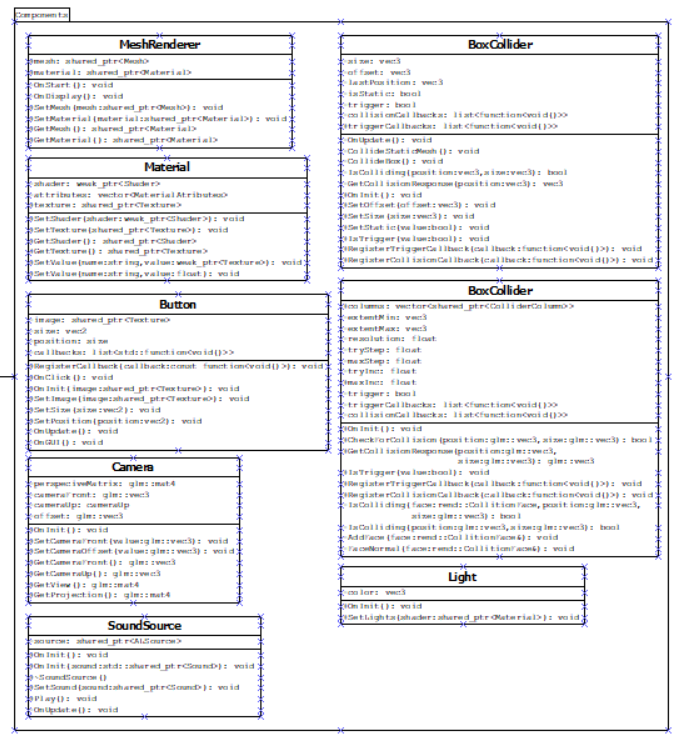 Components
MeshRenderer
mesh: shared_ptr<Mesh>
material: shared_ptr<Material>
OnStart(): void
OnDisplay(): void
SetMesh(mesh:shared_ptr<Mesh>): void
SetMaterial(material:shared_ptr<Material>): void
GetMesh(): shared_ptr<Material>
GetMaterial(): shared_ptr<Material>
Material
shader: weak_ptr<Shader>
attributes: vector<MaterialAtributes>
texture: shared_ptr<Texture>
SetShader(shader:weak_ptr<Shader>): void
SetTexture(shared_ptr<Texture>): void
GetShader(): shared_ptr<Shader>
GetTexture(): shared_ptr<Texture>
SetValue(name:string,value:weak_ptr<Texture>): void
SetValue(name:string,value:float): void
Button
image: shared_ptr<Texture>
size: vec2
position: size
callbacks: list<std::function<void()>>
RegisterCallback(callback:const function<void()>): void
OnClick(): void
OnInit(image:shared_ptr<Texture>): void
SetImage(image:shared_ptr<Texture>): void
SetSize(size:vec2): void
SetPosition(position:vec2): void
OnUpdate(): void
OnGUI(): void
Camera
perspeciveMatrix: glm::mat4
cameraFront: glm::vec3
cameraUp: cameraUp
offset: glm::vec3
OnInit(): void
SetCameraFront(value:glm::vec3): void
SetCameraOffset(value:glm::vec3): void
GetCameraFront(): glm::vec3
GetCameraUp(): glm::vec3
GetView(): glm::mat4
GetProjection(): glm::mat4
SoundSource
source: shared_ptr<ALSource>
OnInit(): void
OnInit(sound:std::shared_ptr<Sound>): void
~SoundSource()
SetSound(sound:shared_ptr<Sound>): void
Play(): void
OnUpdate(): void
BoxCollider
-size: vec3
-offset: vec3
-lastPosition: vec3
-isStatic: bool
-trigger: bool
-collisionCallbacks: list<function<void()>>
+triggerCallbacks: list<function<void()>>
-OnUpdate(): void
-CollideStaticMesh(): void
-CollideBox(): void
-IsColliding(position:vec3,size:vec3): bool
-GetCollisionResponse(position:vec3): vec3
+OnInit(): void
+SetOffset(offset:vec3): void
+SetSize(size:vec3): void
+SetStatic(value:bool): void
+IsTrigger(value:bool): void
+RegisterTriggerCallback(callback:function<void()>): void
+RegisterCollisionCallback(callback:function<void()>): void
BoxCollider
+columns: vector<shared_ptr<ColliderColumn>>
-extentMin: vec3
-extentMax: vec3
-resolution: float
-tryStep: float
-maxStep: float
-tryInc: float
+maxInc: float
-trigger: bool
-triggerCallbacks: list<function<void()>>
-collisionCallbacks: list<function<void()>>
+OnInit(): void
+CheckForCollision(position:glm::vec3,size:glm::vec3): bool
+GetCollisionResponse(position:glm::vec3,
size:glm::vec3): glm::vec3
+IsTrigger(value:bool): void
+RegisterTriggerCallback(callback:function<void()>): void
+RegisterCollisionCallback(callback:function<void()>): void
-IsColliding(face:rend::CollitionFace,position:glm::vec3,
size:glm::vec3): bool
-IsColliding(position:glm::vec3,size:glm::vec3): bool
-AddFace(face:rend::CollitionFace&): void
-FaceNormal(face:rend::CollitionFace&): void
Light
-color: vec3
+OnInit(): void
+SetLights(shader:shared_ptr<Material>): void